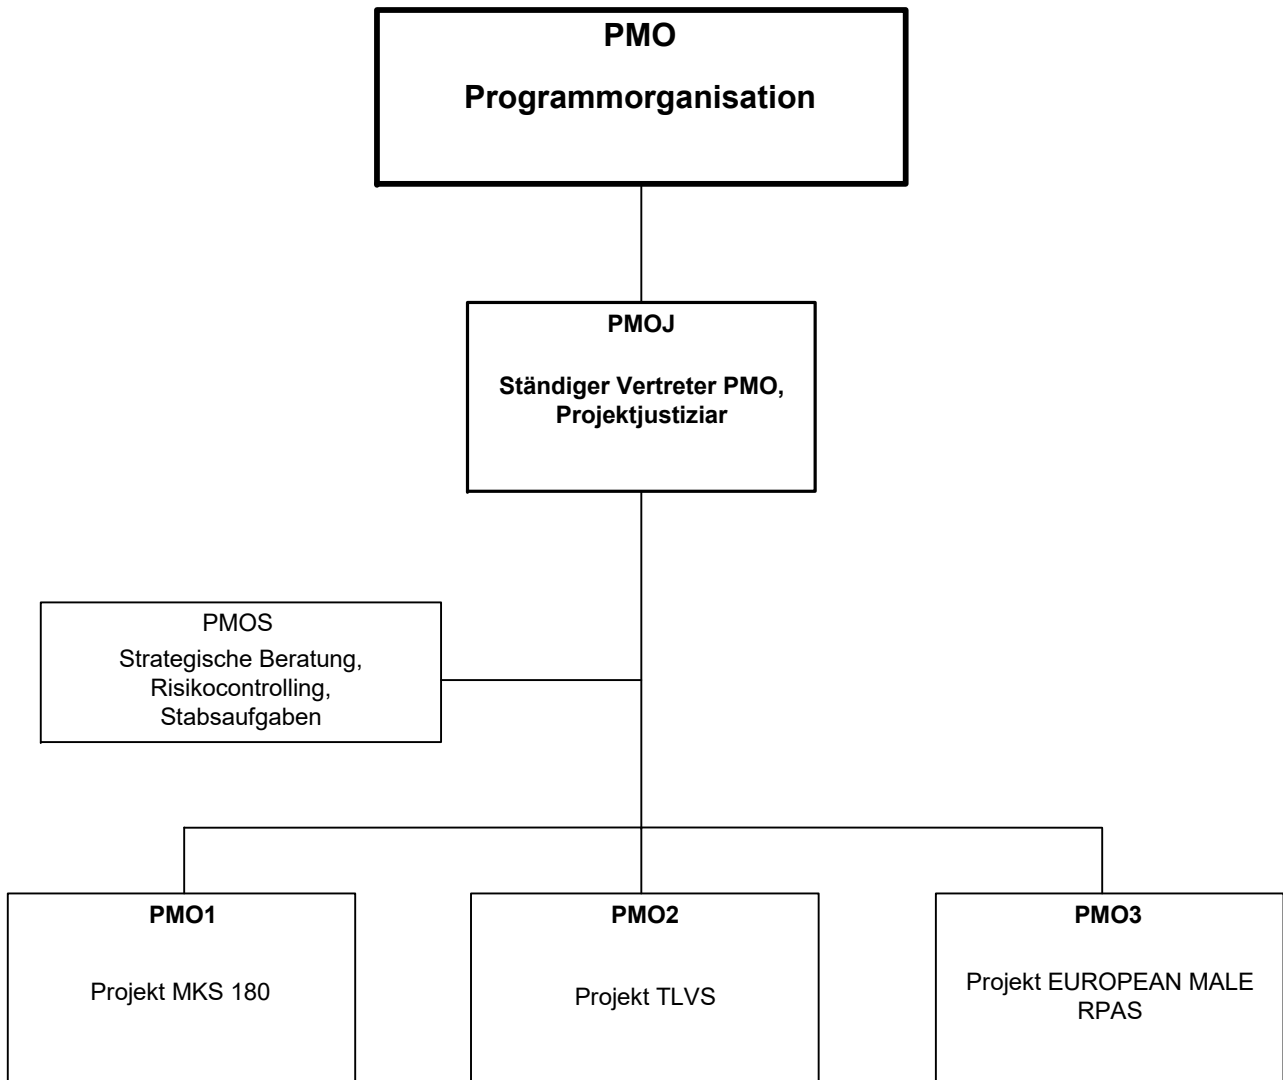 PMO
Programmorganisation
PMOJ
Ständiger Vertreter PMO,
Projektjustiziar
PMOS
Strategische Beratung,
Risikocontrolling,
Stabsaufgaben
PMO1
Projekt MKS 180
PMO2
Projekt TLVS
PMO3
Projekt EUROPEAN MALE
RPAS